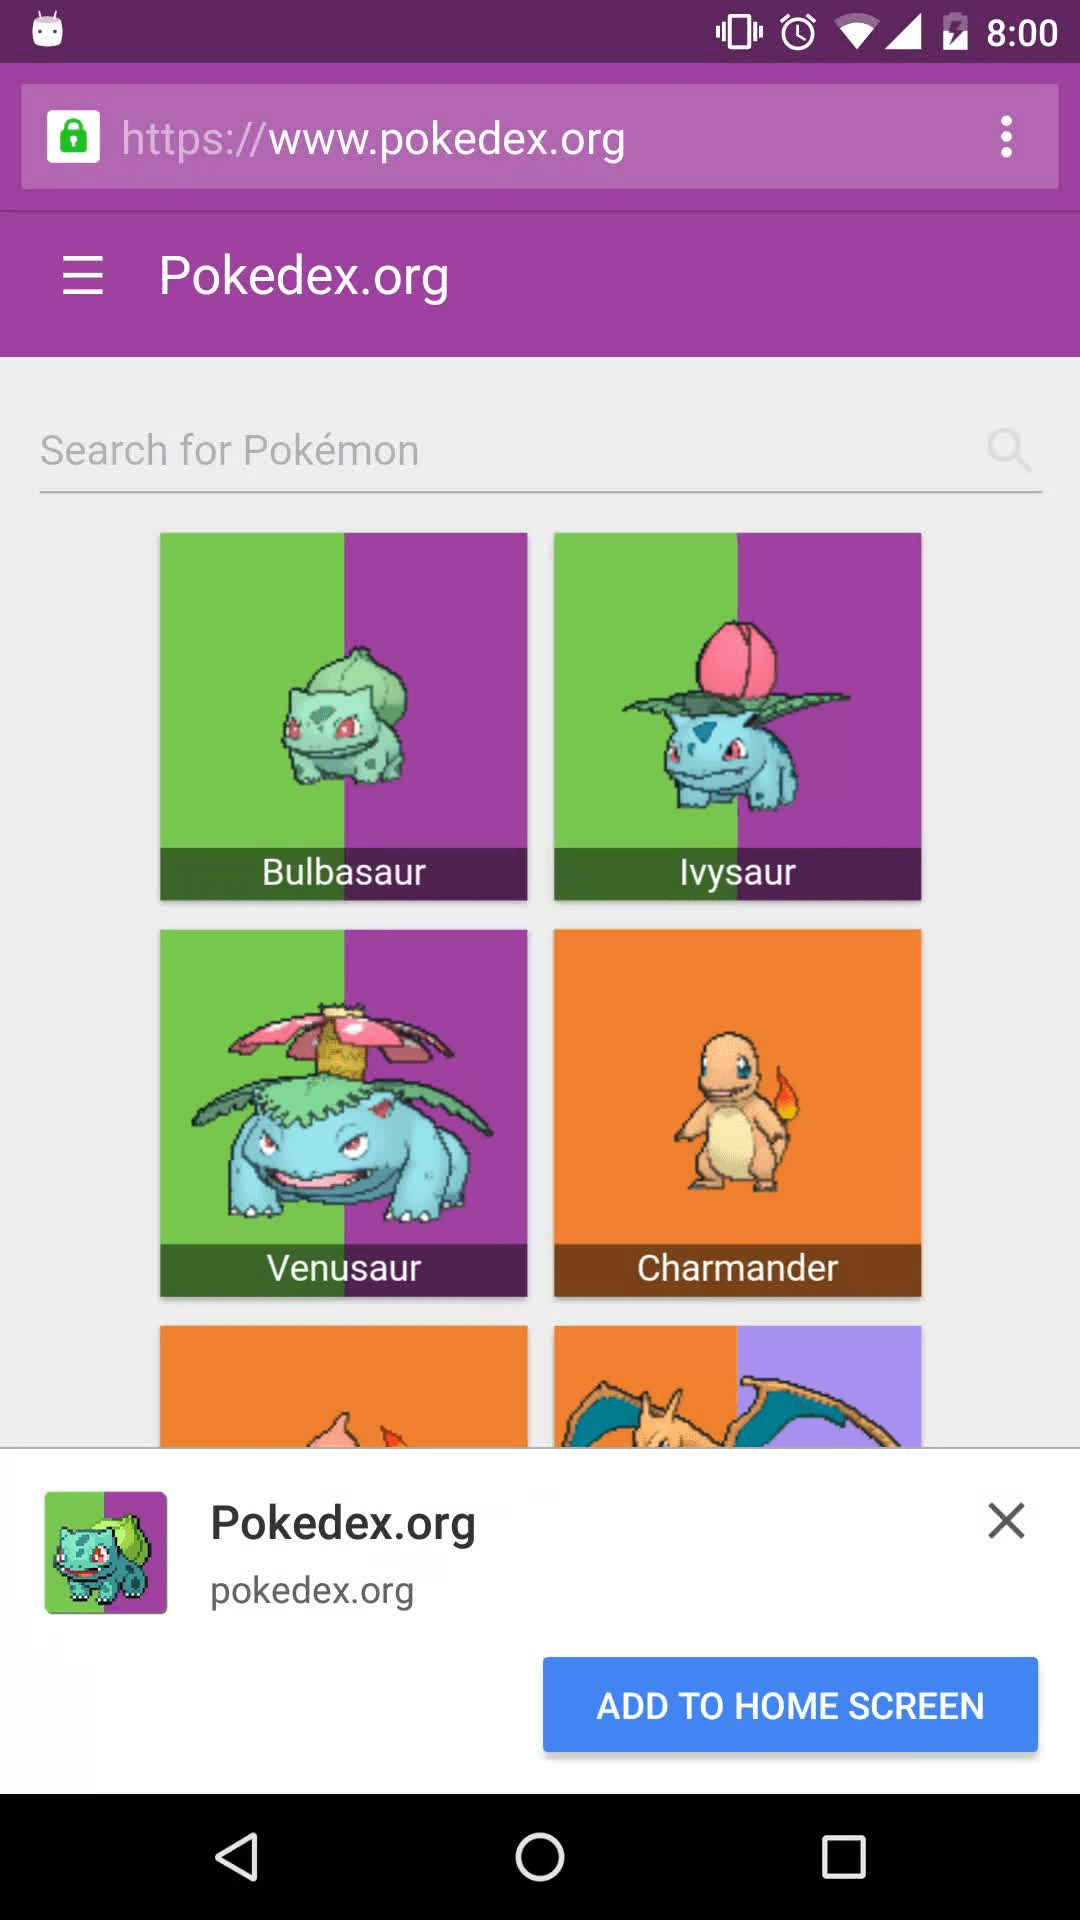 8:00
https://www.pokedex.org
Pokedex.org
Search for Pokémon
Bulbasaur
Ivysaur
Venusaur
Charmander
Pokedex.org
pokedex.org
ADD TO HOME SCREEN